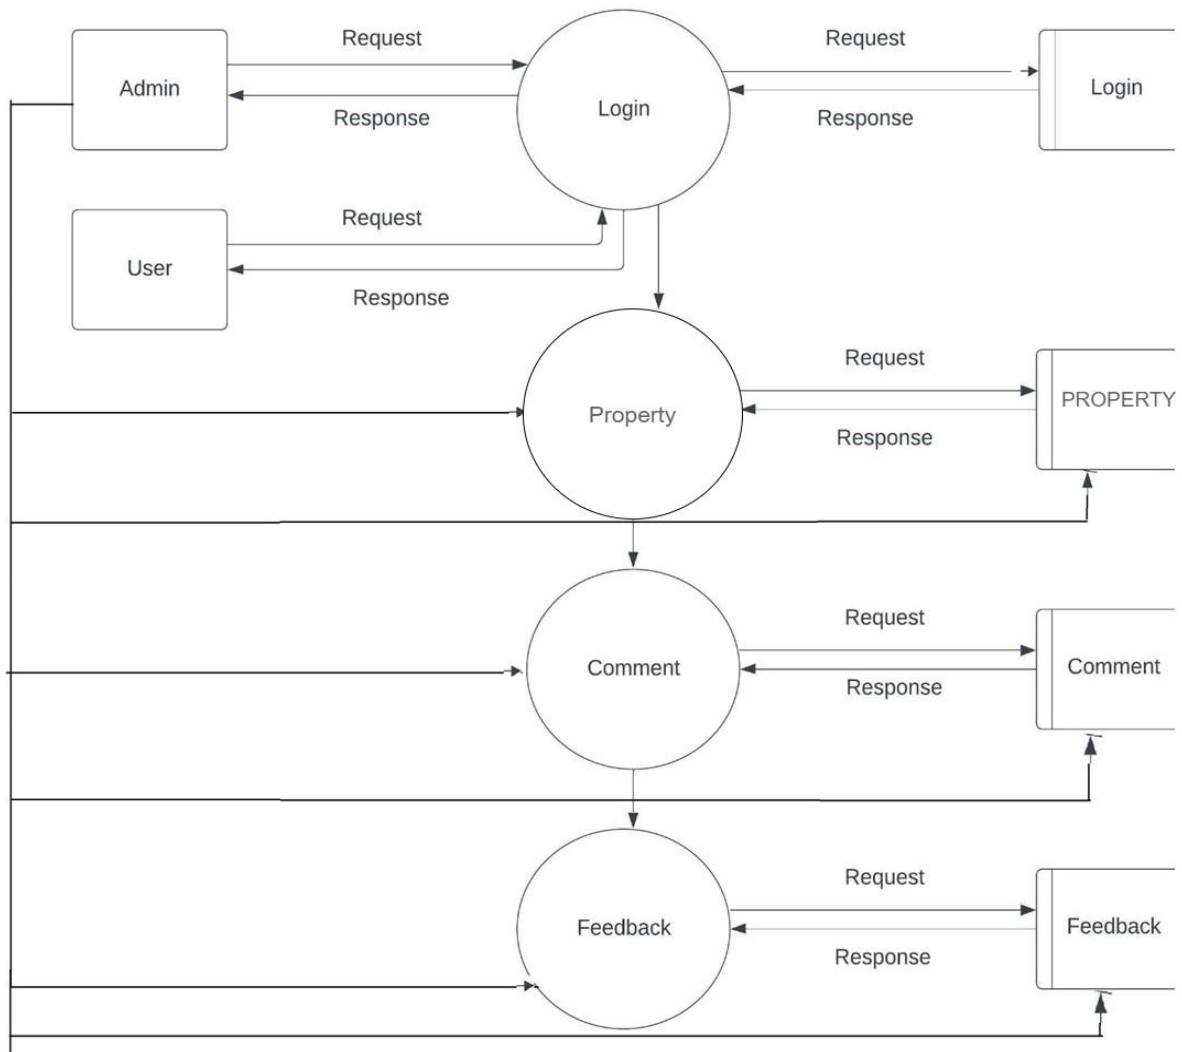 Request
Request
Admin
Login
Login
Response
Response
Request
User
Response
Request
Property
PROPERTY
Response
Request
Comment
Comment
Response
Request
Feedback
Feedback
Response